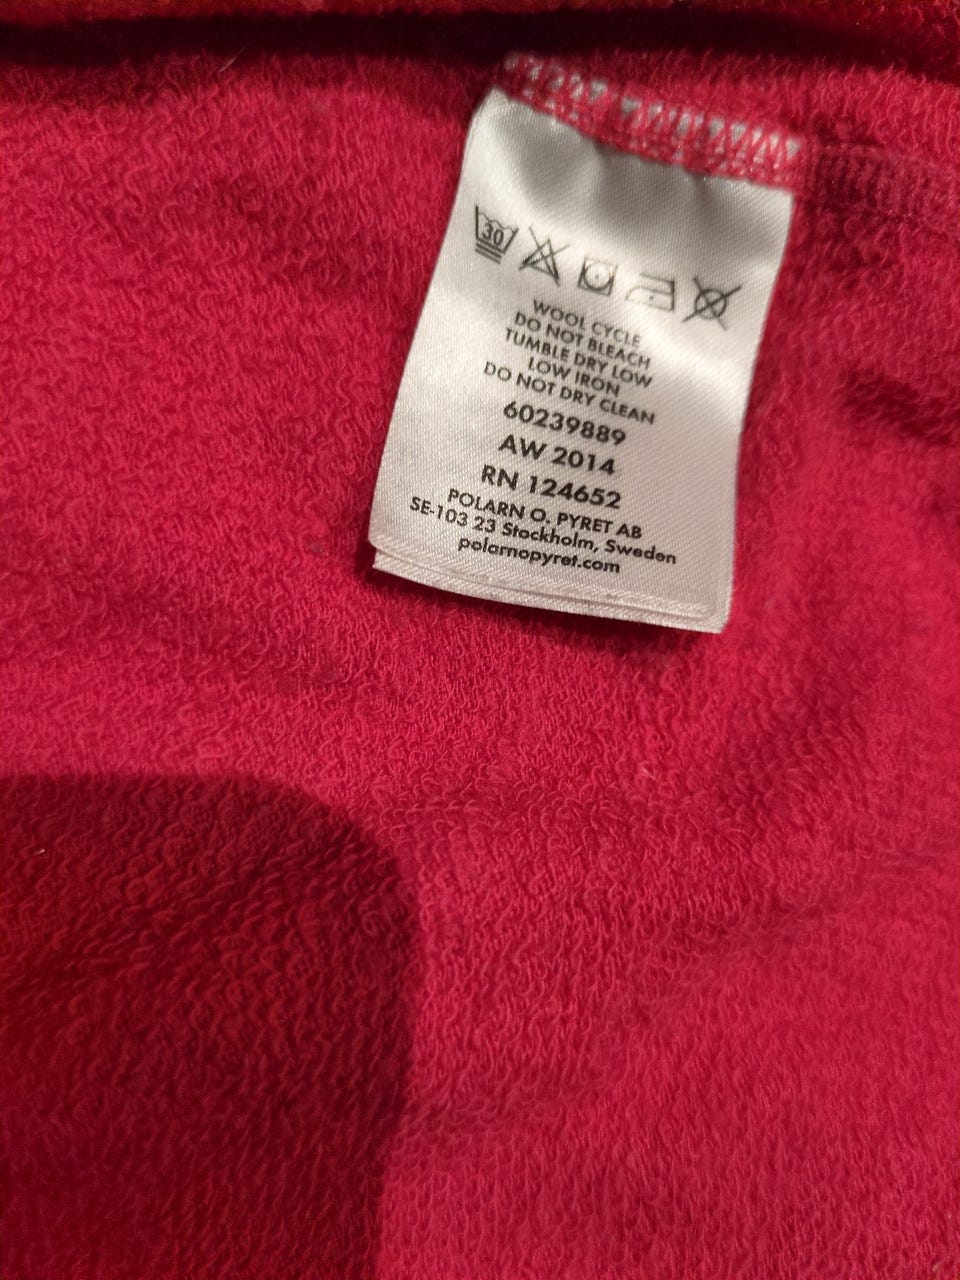 30
WOOL CYCLE
DO NOT BLEACH
TUMBLE DRY LOW
LOW IRON
DO NOT DRY CLEAN
60239889
AW 2014
RN 124652
POLARN O. PYRET AB
SE-103 23 Stockholm, Sweden
polarnopyret.com